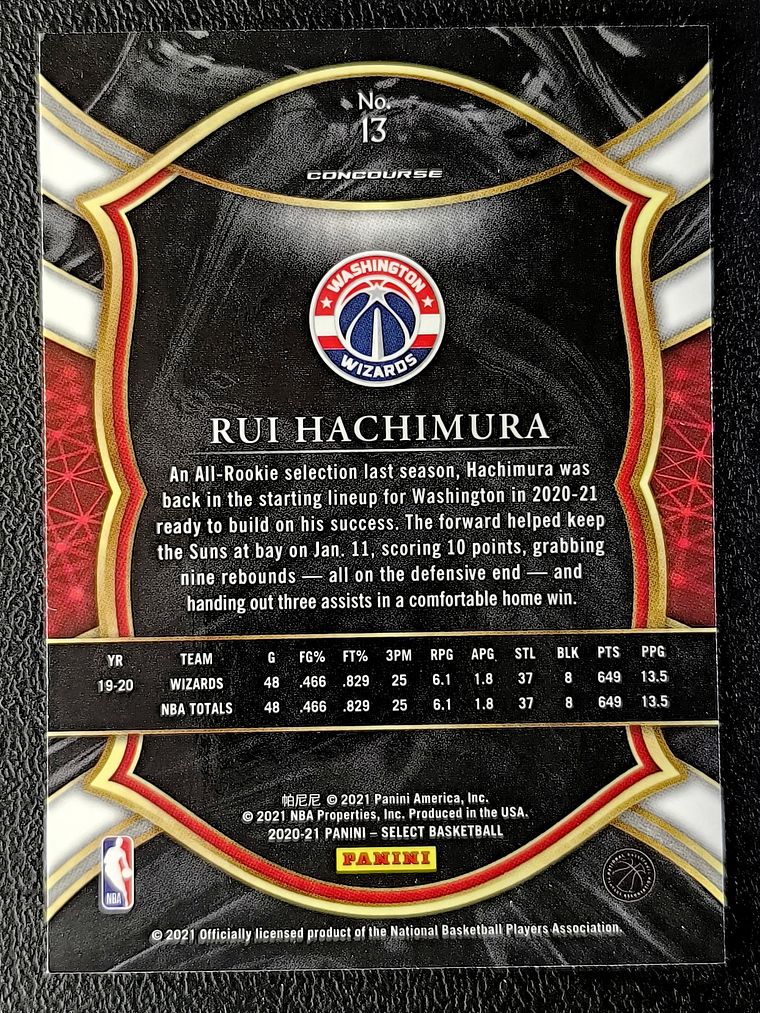 No.
13
CONCOURSE
WASHINGTON
WIZARDS
RUI HACHIMURA
An All-Rookie selection last season, Hachimura was
back in the starting lineup for Washington in 2020-21
ready to build on his success. The forward helped keep
the Suns at bay on Jan. 11, scoring 10 points, grabbing
nine rebounds — all on the defensive end — and
handing out three assists in a comfortable home win.
YR TEAM G FG% FT% 3PM RPG APG STL BLK PTS PPG
19-20 WIZARDS 48 .466 .829 25 6.1 1.8 37 8 649 13.5
NBA TOTALS 48 .466 .829 25 6.1 1.8 37 8 649 13.5
帕尼尼 © 2021 Panini America, Inc.
© 2021 NBA Properties, Inc. Produced in the USA.
2020-21 PANINI – SELECT BASKETBALL
PANINI
NBA
© 2021 Officially licensed product of the National Basketball Players Association.